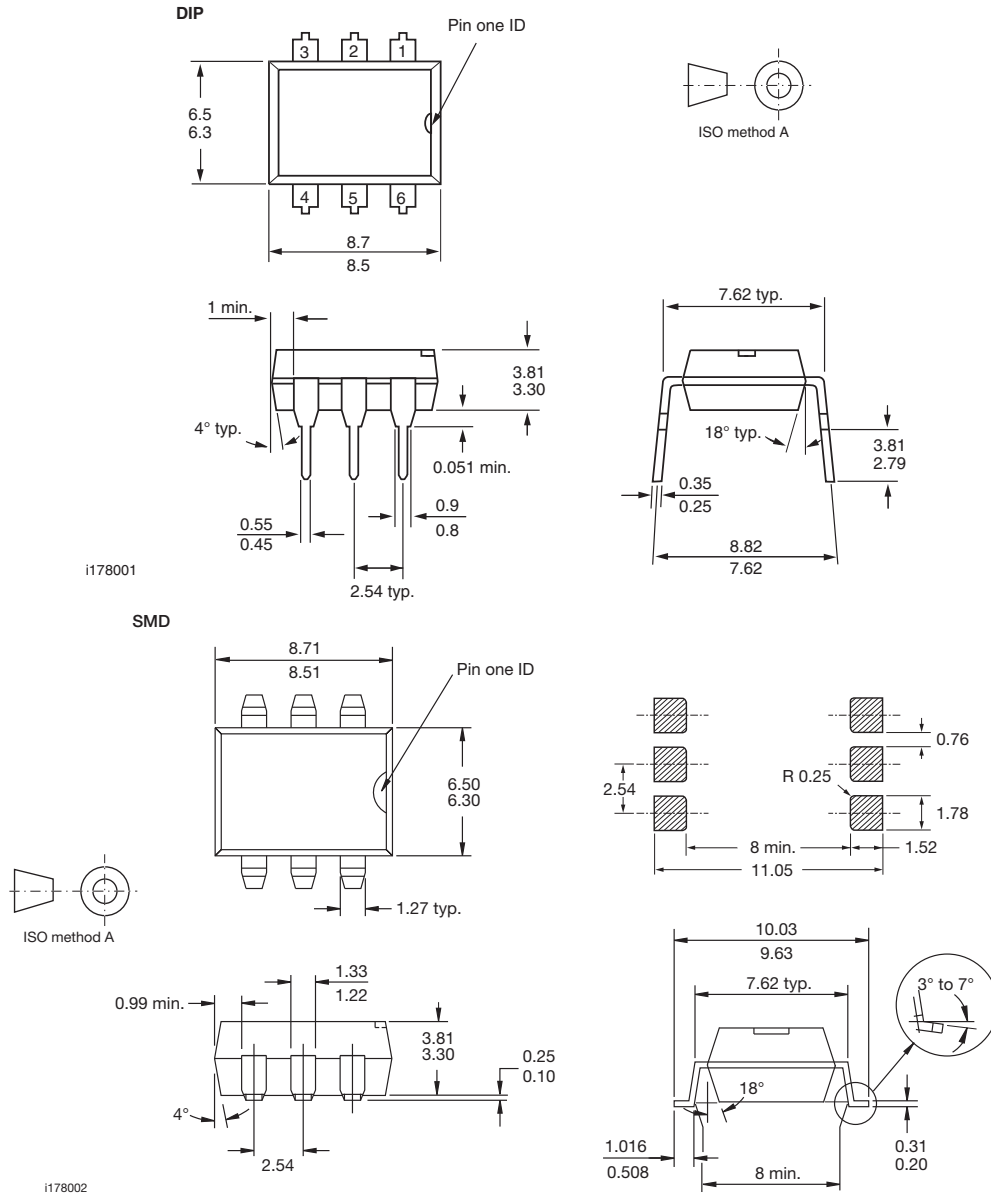 DIP
Pin one ID
3 2 1
6.5
6.3
ISO method A
4 5 6
8.7
8.5
1 min.
7.62 typ.
3.81
3.30
4° typ.
18° typ.
3.81
2.79
0.051 min.
0.35
0.25
0.9
0.8
0.55
0.45
8.82
7.62
i178001
2.54 typ.
SMD
8.71
8.51
Pin one ID
0.76
6.50
6.30
R 0.25
2.54
1.78
8 min.
1.52
11.05
1.27 typ.
ISO method A
10.03
9.63
1.33
1.22
7.62 typ.
3° to 7°
0.99 min.
3.81
3.30
0.25
0.10
18°
4°
2.54
0.31
0.20
1.016
0.508
8 min.
i178002